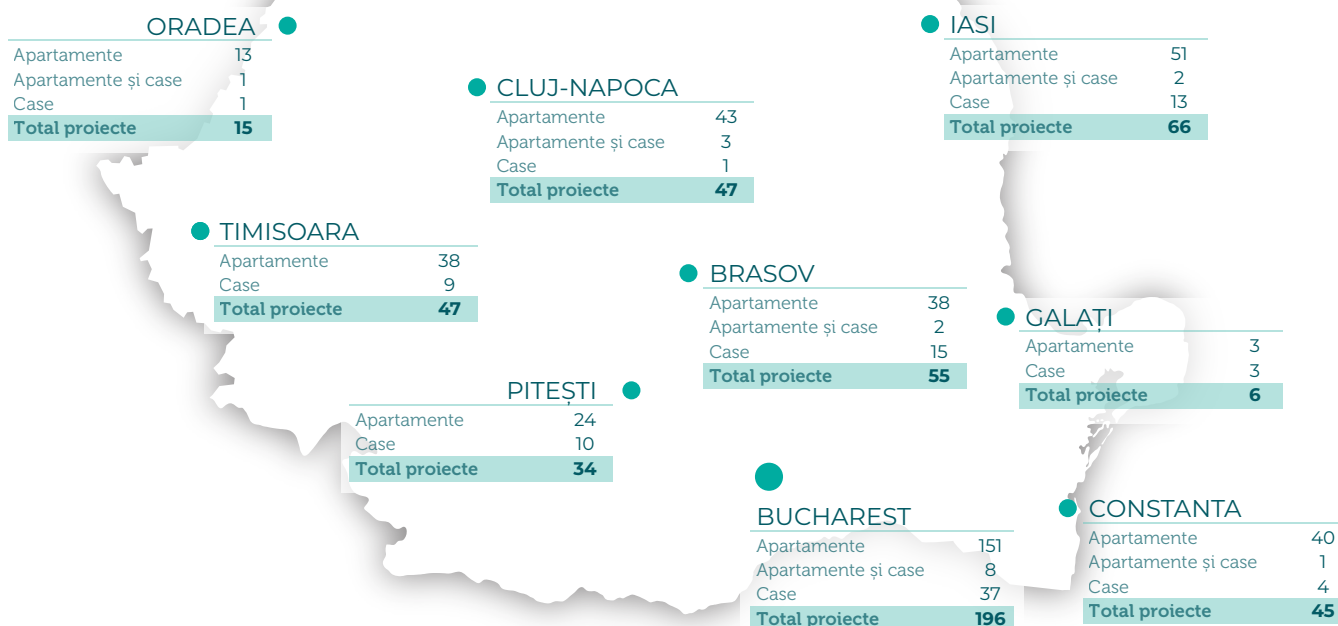 ORADEA
Apartamente 13
Apartamente și case 1
Case 1
Total proiecte 15
IASI
Apartamente 51
Apartamente și case 2
Case 13
Total proiecte 66
CLUJ-NAPOCA
Apartamente 43
Apartamente și case 3
Case 1
Total proiecte 47
TIMISOARA
Apartamente 38
Case 9
Total proiecte 47
BRASOV
Apartamente 38
Apartamente și case 2
Case 15
Total proiecte 55
GALAȚI
Apartamente 3
Case 3
Total proiecte 6
PITEȘTI
Apartamente 24
Case 10
Total proiecte 34
BUCHAREST
Apartamente 151
Apartamente și case 8
Case 37
Total proiecte 196
CONSTANTA
Apartamente 40
Apartamente și case 1
Case 4
Total proiecte 45